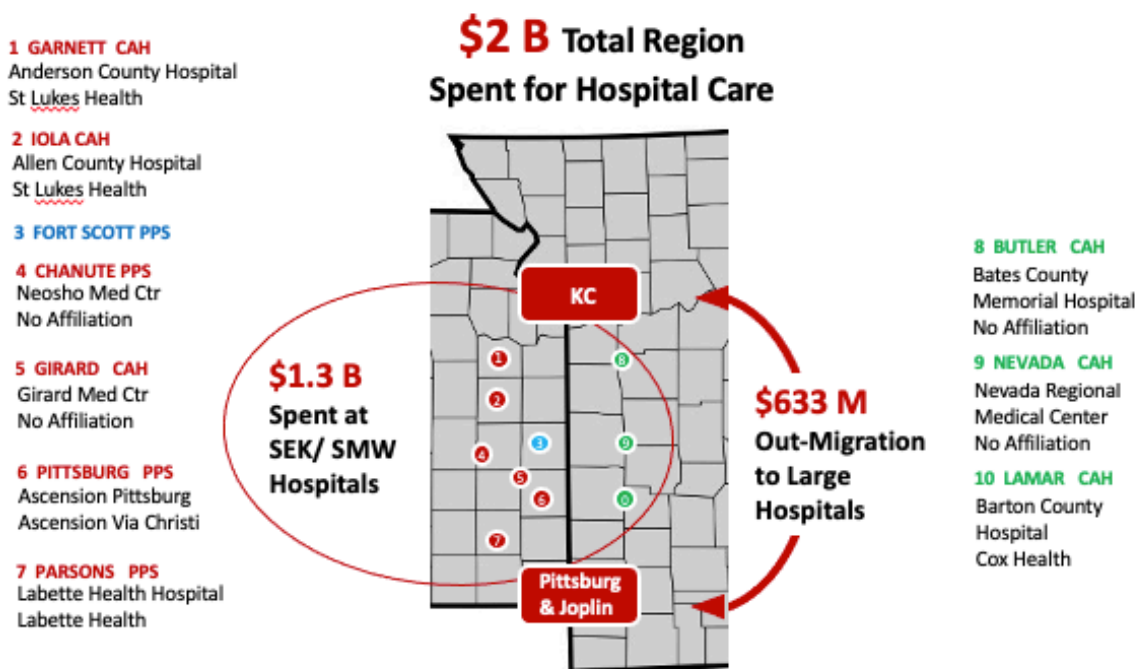 $2 B Total Region
Spent for Hospital Care
1 GARNETT CAH
Anderson County Hospital
St Lukes Health
2 IOLA CAH
Allen County Hospital
St Lukes Health
3 FORT SCOTT PPS
4 CHANUTE PPS
Neosho Med Ctr
No Affiliation
5 GIRARD CAH
Girard Med Ctr
No Affiliation
6 PITTSBURG PPS
Ascension Pittsburg
Ascension Via Christi
7 PARSONS PPS
Labette Health Hospital
Labette Health
$1.3 B
Spent at
SEK/ SMW
Hospitals
KC
1
2
3
4
5
6
7
8
9
0
Pittsburg
& Joplin
$633 M
Out-Migration
to Large
Hospitals
8 BUTLER CAH
Bates County
Memorial Hospital
No Affiliation
9 NEVADA CAH
Nevada Regional
Medical Center
No Affiliation
10 LAMAR CAH
Barton County
Hospital
Cox Health